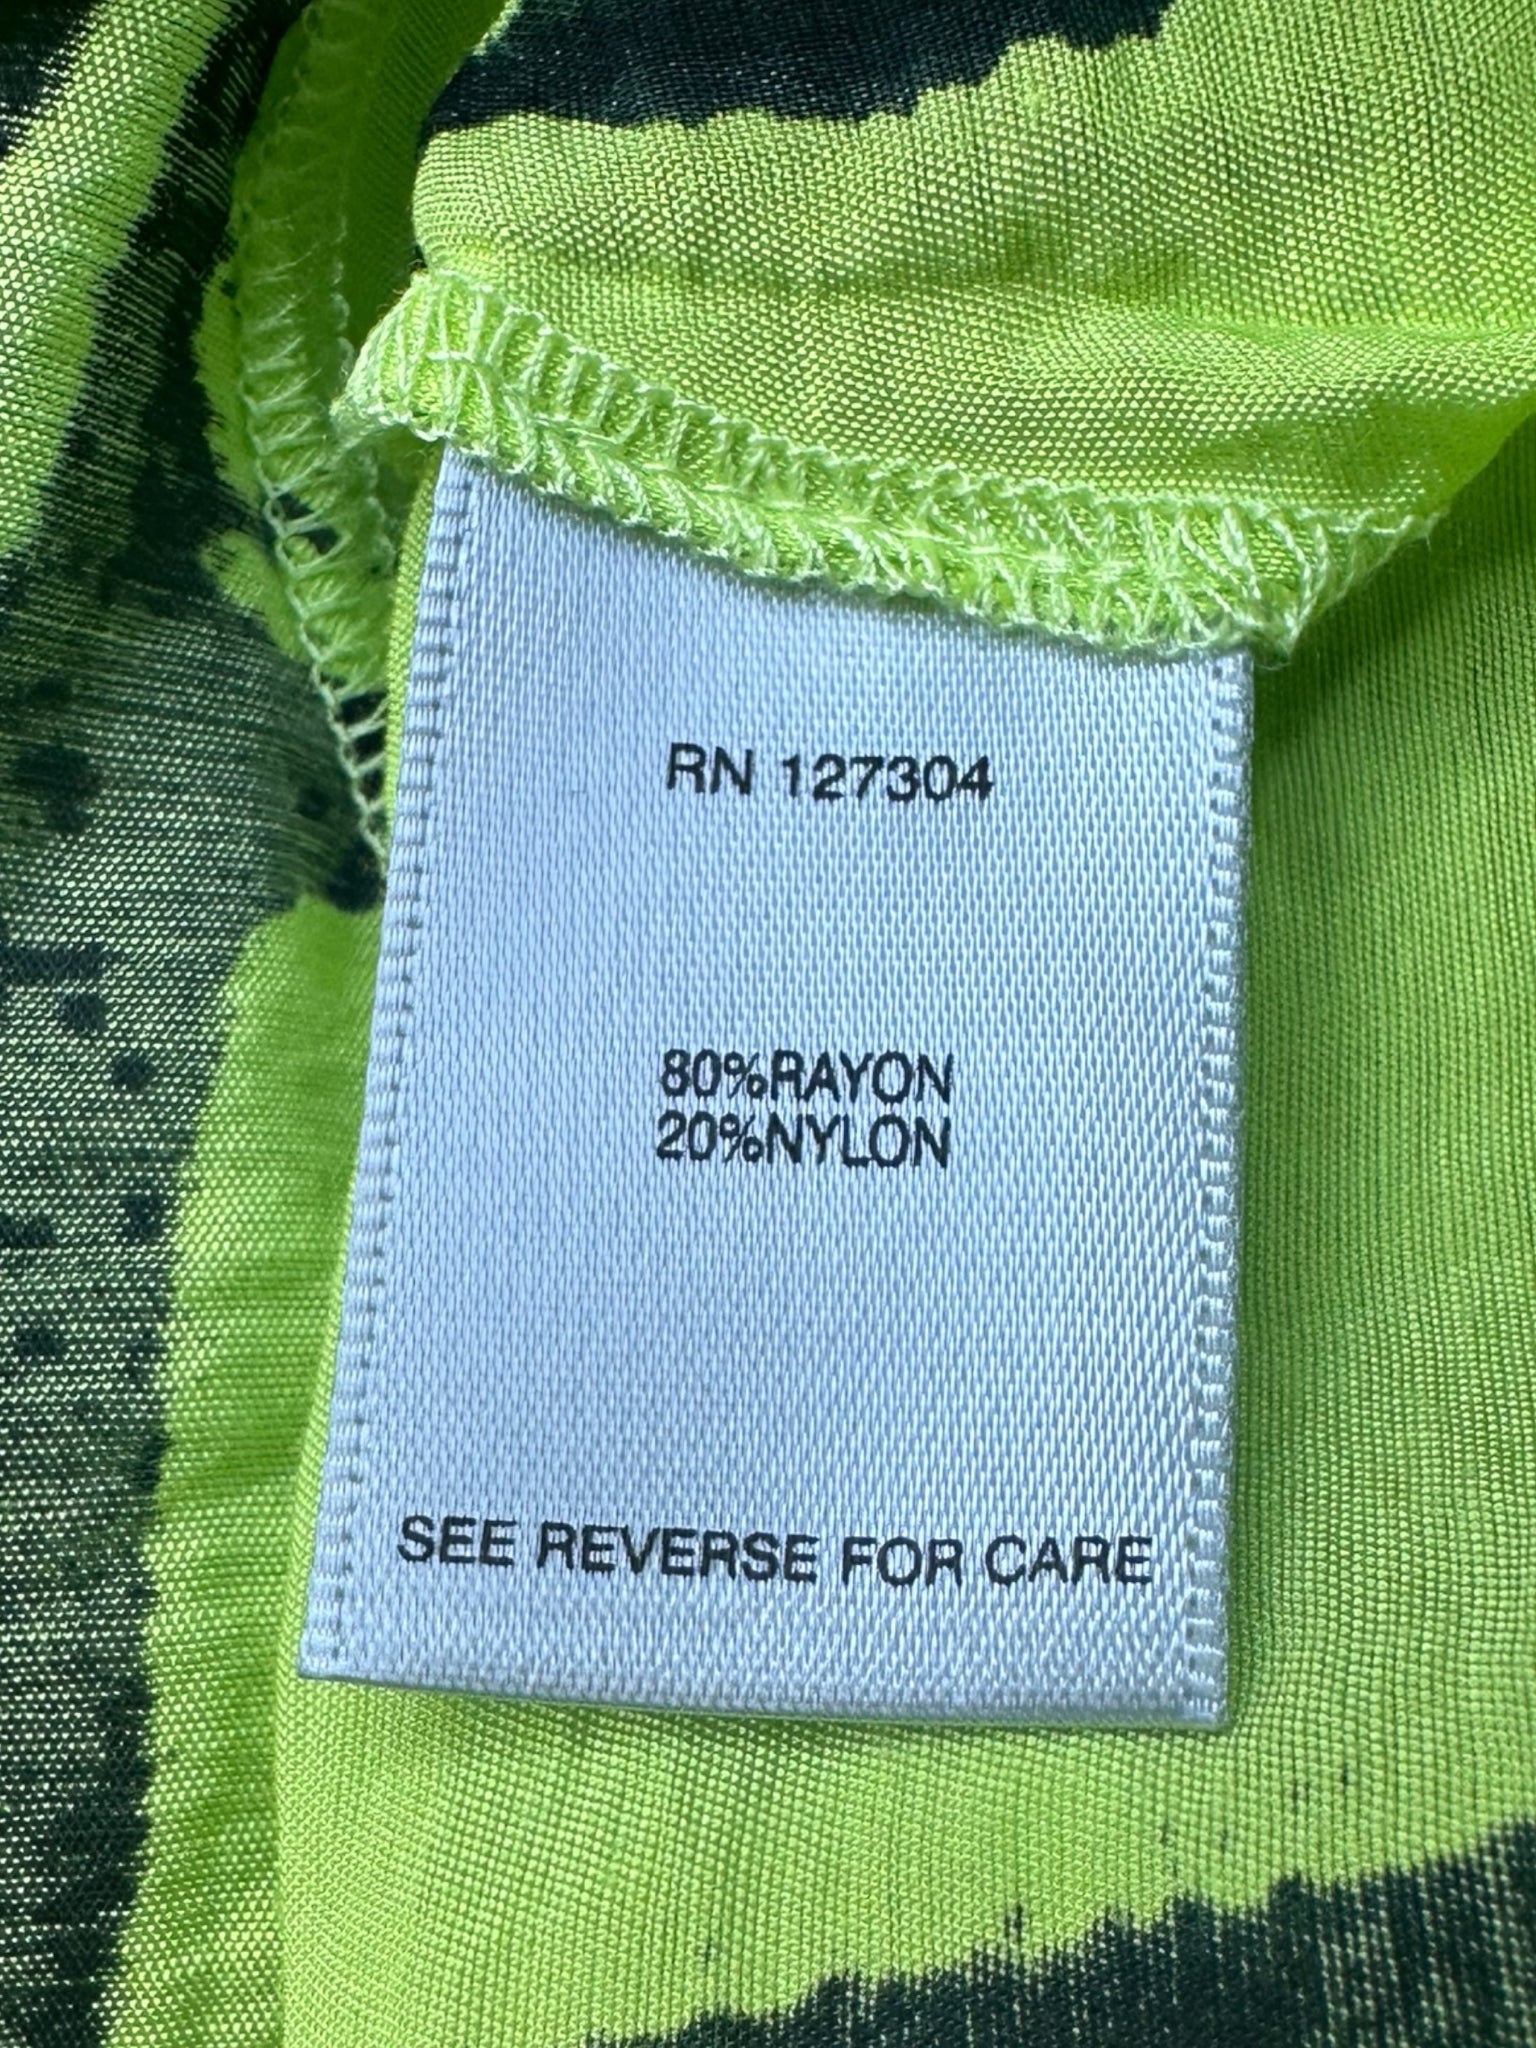 RN 127304
80%RAYON
20%NYLON
SEE REVERSE FOR CARE